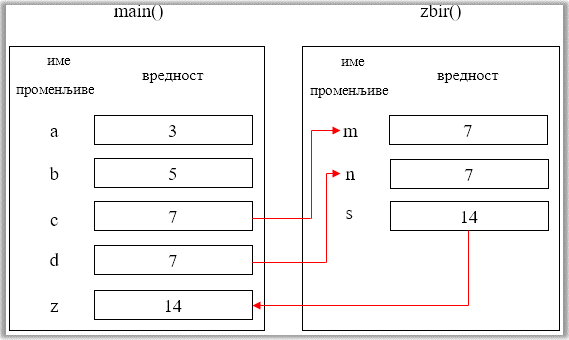 main()
zbir()
име
променљиве
вредност
a
3
b
5
c
7
d
7
z
14
име
променљиве
вредност
m
7
n
7
s
14